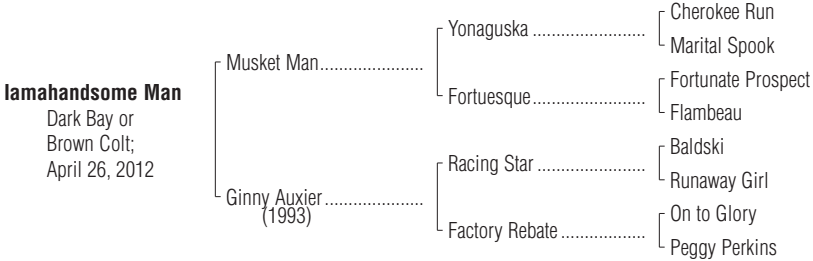 Cherokee Run
Yonaguska ........................
Marital Spook
Musket Man......................
Fortunate Prospect
Fortuesque........................
Flambeau
Iamahandsome Man
Dark Bay or
Brown Colt;
April 26, 2012
Baldski
Racing Star .......................
Runaway Girl
Ginny Auxier.....................
(1993)
On to Glory
Factory Rebate..................
Peggy Perkins